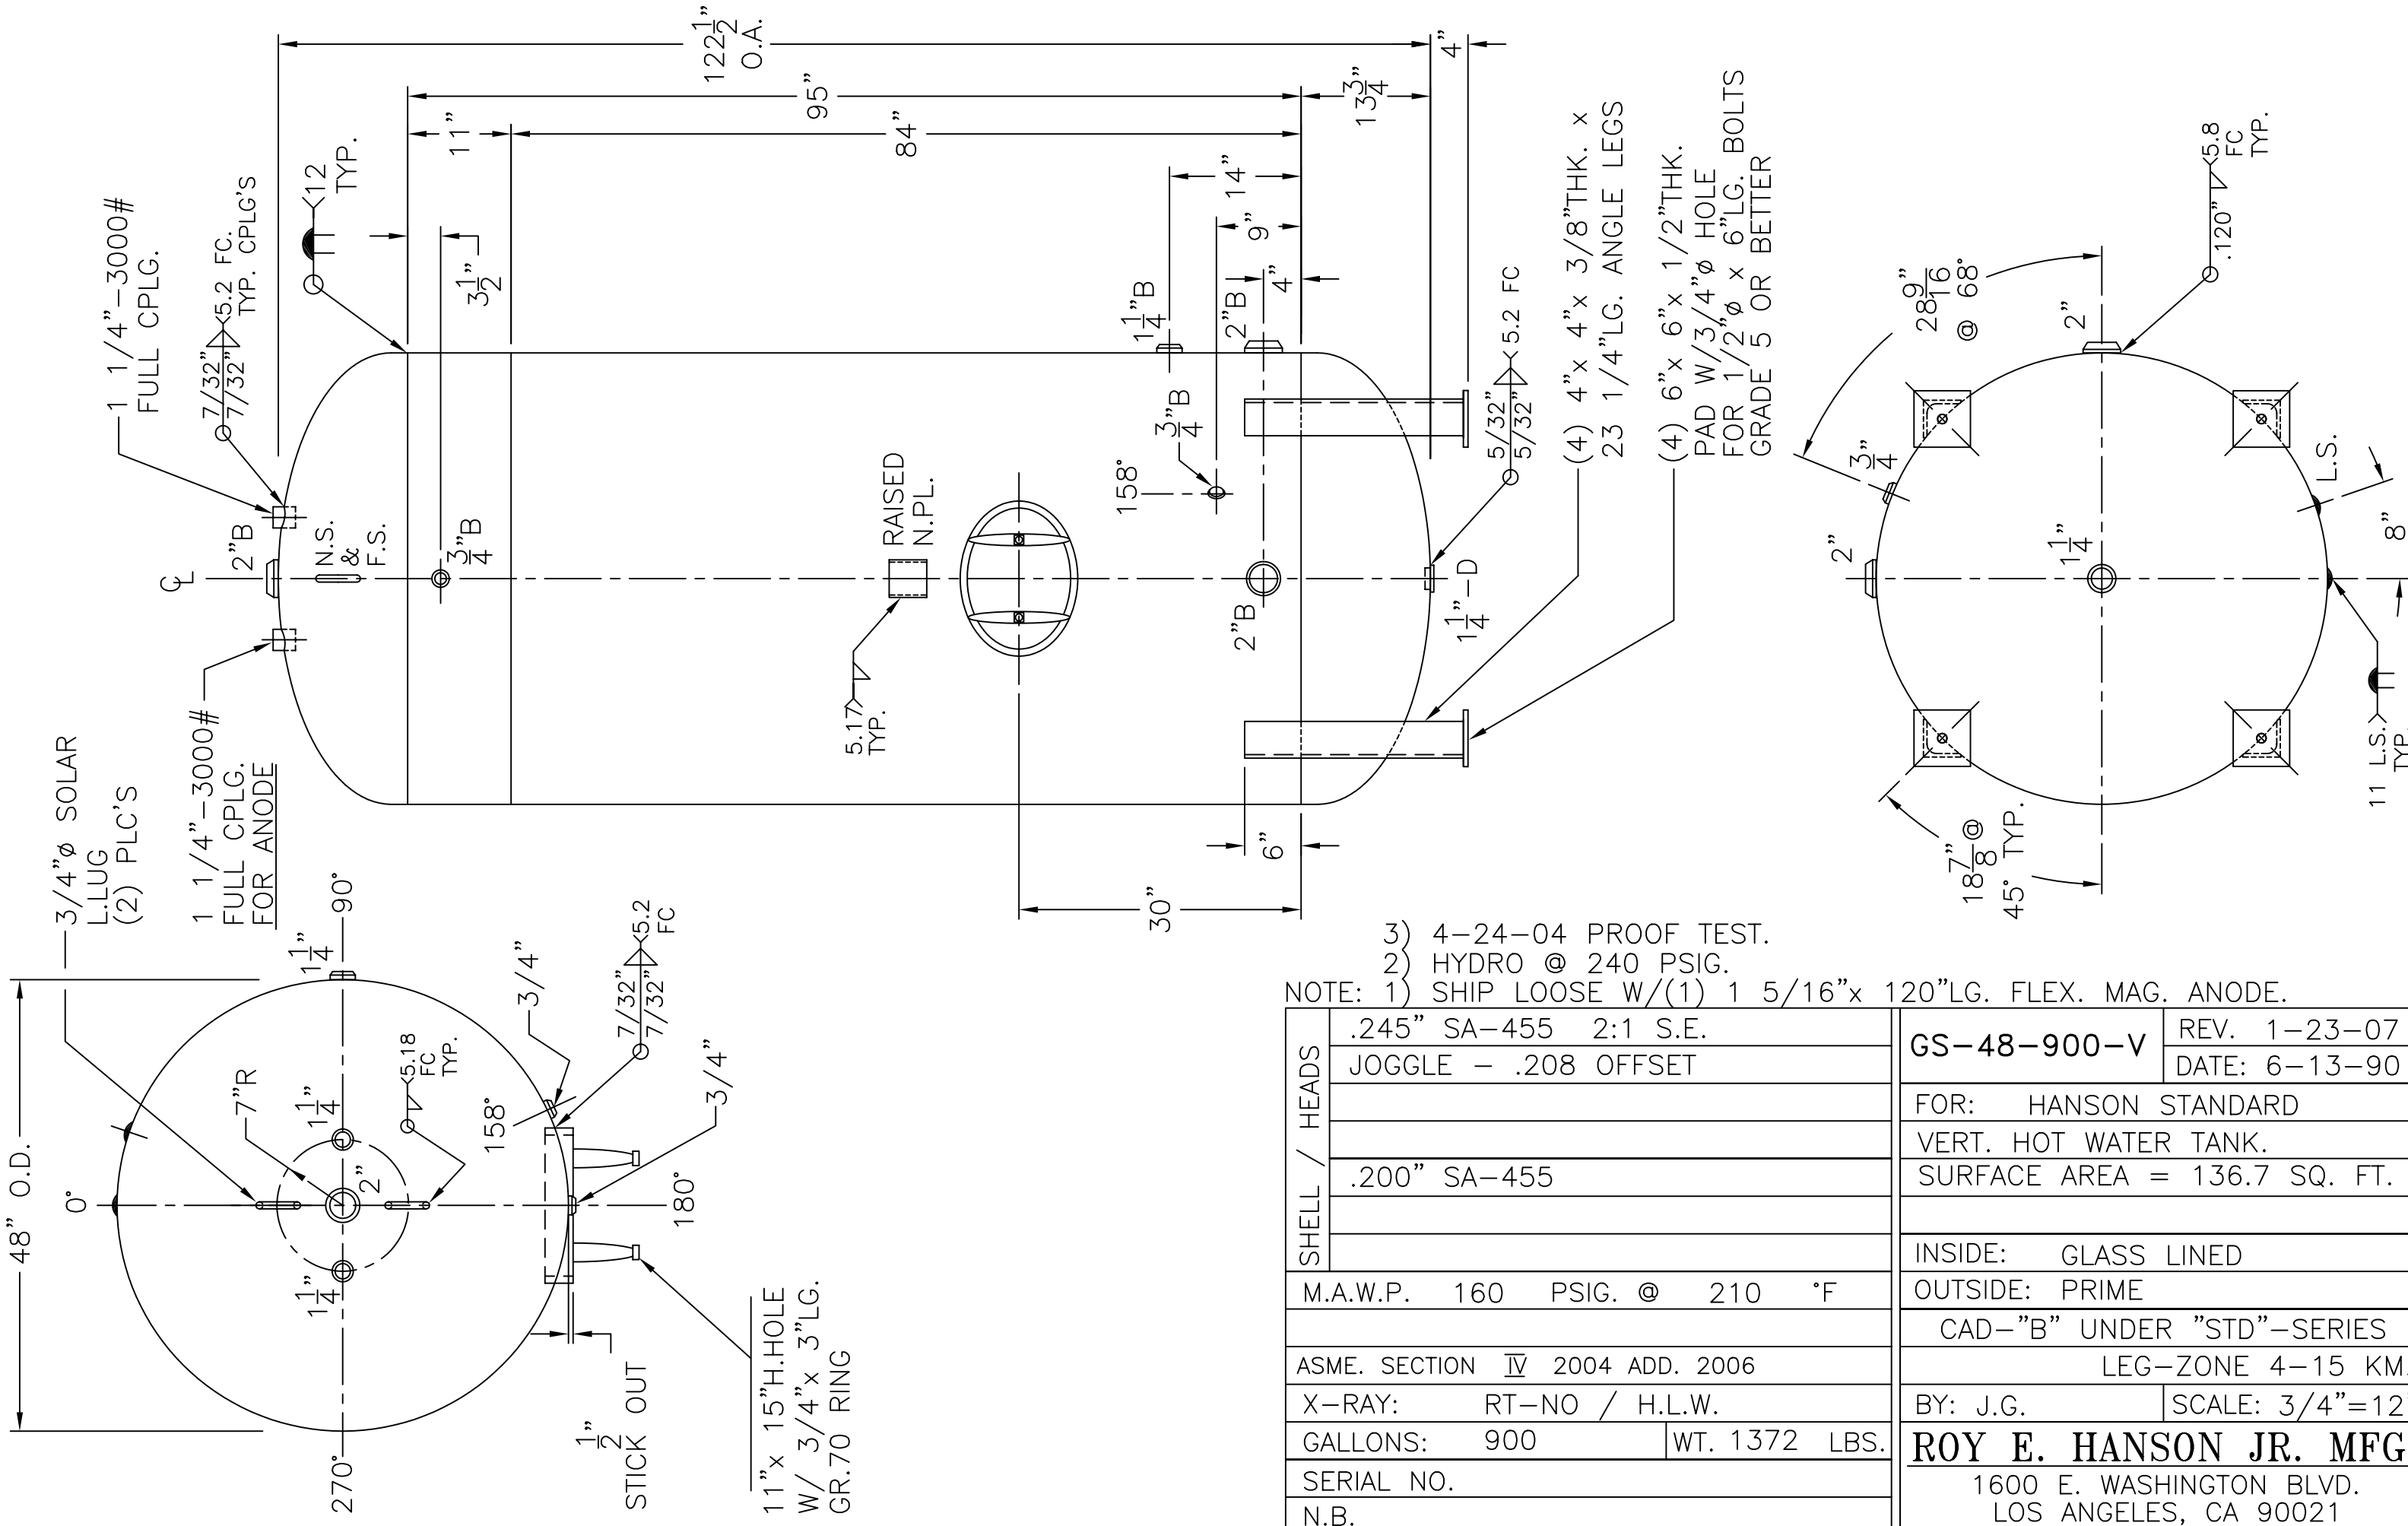 3/4"ø SOLAR
L.LUG
(2) PLC'S
1 1/4"-3000#
FULL CPLG.
FOR ANODE
1 1/4"-3000#
FULL CPLG.
7/32"
7/32"
5.2 FC.
TYP. CPLG'S
12
TYP.
122 1/2"
O.A.
95"
11"
84"
3 1/2"
13 3/4"
4"
14"
9"
4"
℄
2"B
N.S.
&
F.S.
3/4"B
RAISED
N.PL.
5.17
TYP.
158°
3/4"B
1 1/4"B
2"B
2"B
1 1/4"-D
6"
30"
5/32"
5/32"
5.2 FC
(4) 4"x 4"x 3/8"THK. x
23 1/4"LG. ANGLE LEGS
(4) 6"x 6"x 1/2"THK.
PAD W/3/4"ø HOLE
FOR 1/2"ø x 6"LG. BOLTS
GRADE 5 OR BETTER
48" O.D.
0°
90°
180°
270°
1 1/4"
7"R
1 1/4"
2"
1 1/4"
5.18
FC
TYP.
158°
3/4"
7/32"
7/32"
5.2
FC
3/4"
1/2"
STICK OUT
11"x 15"H.HOLE
W/ 3/4"x 3"LG.
GR.70 RING
28 9/16"
@ 68°
2"
3/4"
2"
1 1/4"
.120"
5.8
FC
TYP.
L.S.
8"
11 L.S.
TYP.
18 7/8" @
45° TYP.
3) 4-24-04 PROOF TEST.
2) HYDRO @ 240 PSIG.
NOTE: 1) SHIP LOOSE W/(1) 1 5/16"x 120"LG. FLEX. MAG. ANODE.
SHELL / HEADS
.245" SA-455 2:1 S.E.
JOGGLE - .208 OFFSET
.200" SA-455
M.A.W.P. 160 PSIG. @ 210 °F
ASME. SECTION IV 2004 ADD. 2006
X-RAY: RT-NO / H.L.W.
GALLONS: 900 WT. 1372 LBS.
SERIAL NO.
N.B.
GS-48-900-V
REV. 1-23-07
DATE: 6-13-90
FOR: HANSON STANDARD
VERT. HOT WATER TANK.
SURFACE AREA = 136.7 SQ. FT.
INSIDE: GLASS LINED
OUTSIDE: PRIME
CAD-"B" UNDER "STD"-SERIES
LEG-ZONE 4-15 KM.
BY: J.G. SCALE: 3/4"=12
ROY E. HANSON JR. MFG
1600 E. WASHINGTON BLVD.
LOS ANGELES, CA 90021